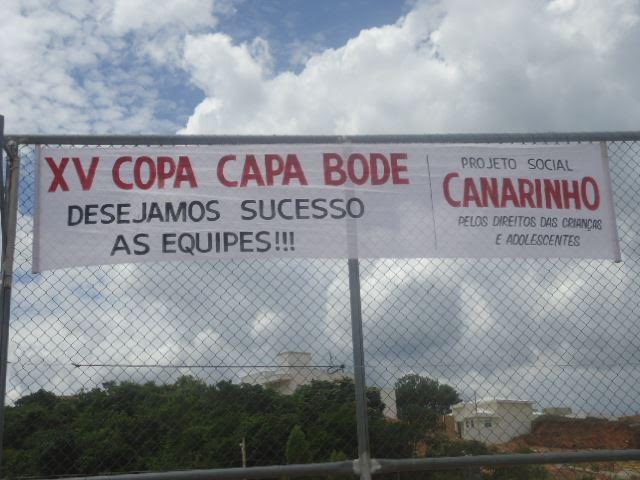 XV COPA CAPA BODE
DESEJAMOS SUCESSO
AS EQUIPES!!!
PROJETO SOCIAL
CANARINHO
PELOS DIREITOS DAS CRIANÇAS
E ADOLESCENTES